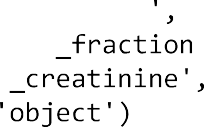 ',
_fraction
_creatinine',
'object')